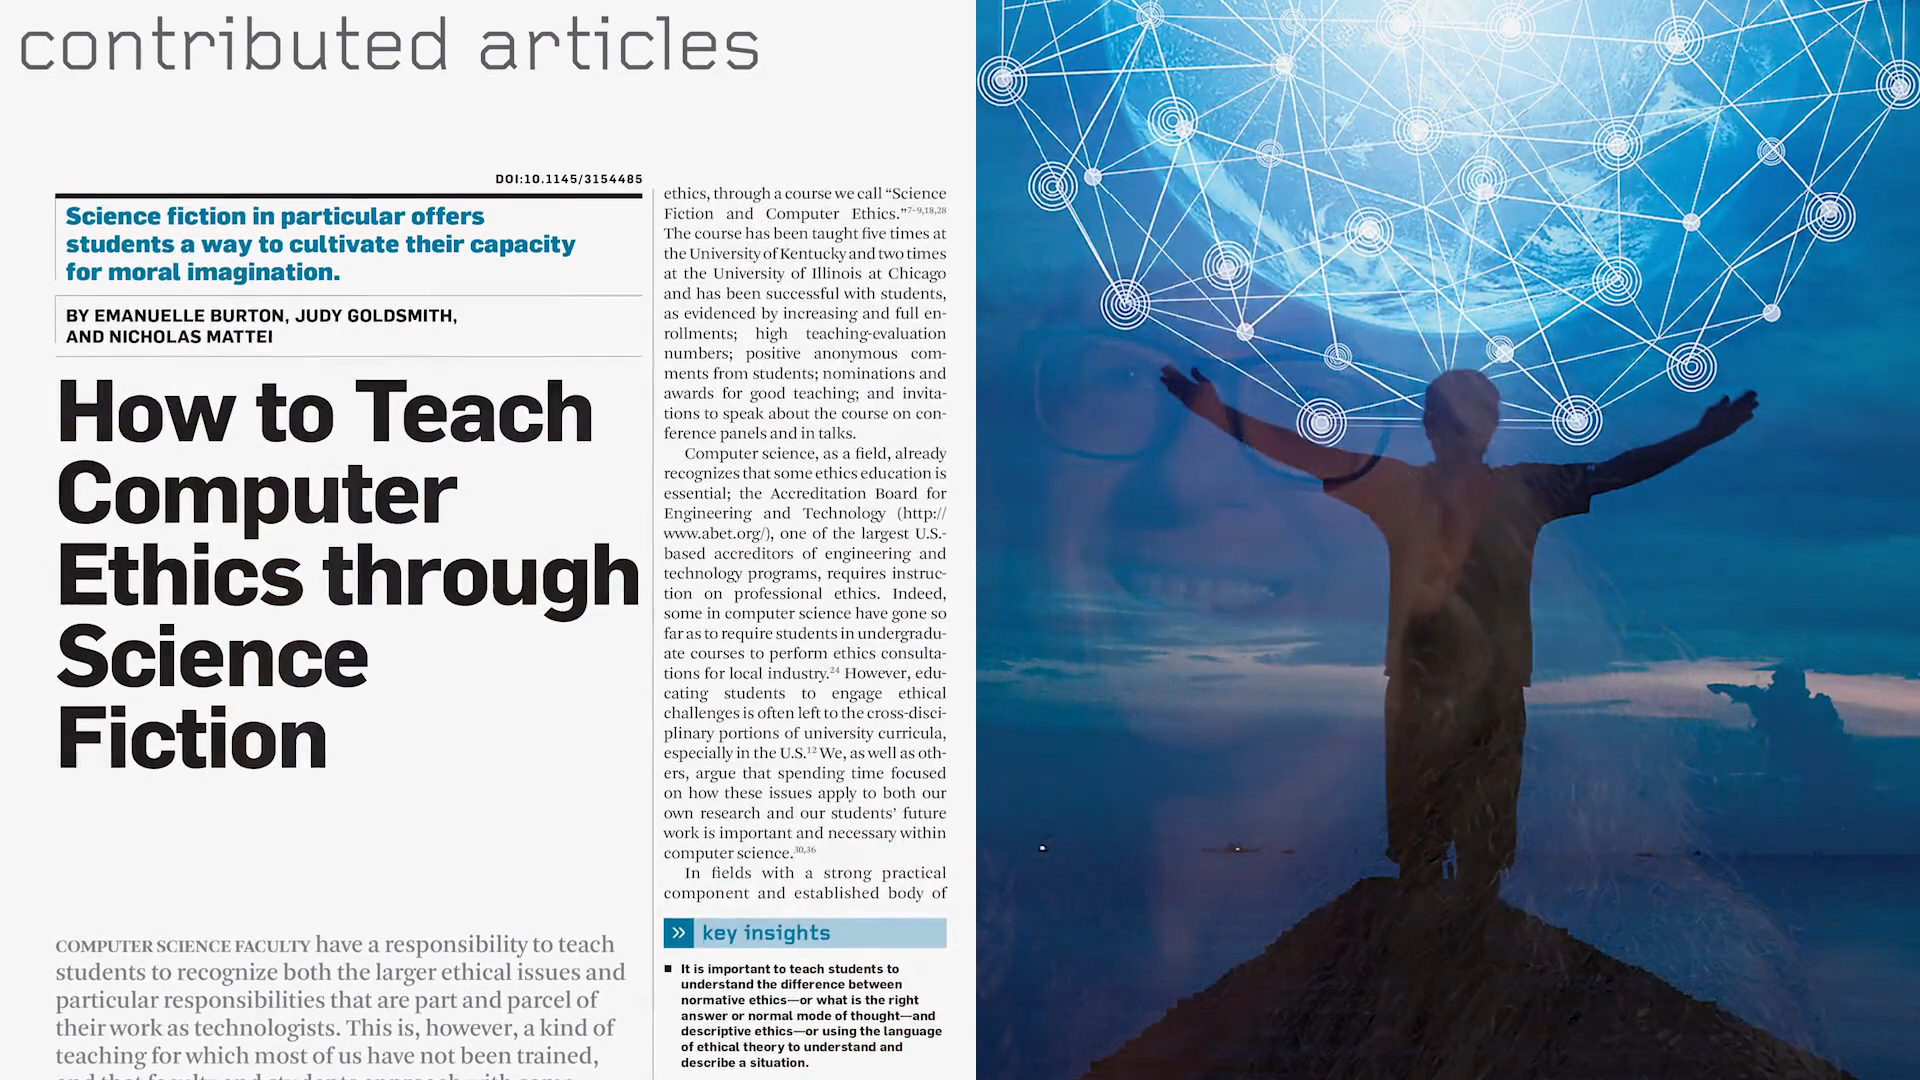 contributed articles
DOI:10.1145/3154485
Science fiction in particular offers
students a way to cultivate their capacity
for moral imagination.
BY EMANUELLE BURTON, JUDY GOLDSMITH,
AND NICHOLAS MATTEI
How to Teach
Computer
Ethics through
Science
Fiction
COMPUTER SCIENCE FACULTY have a responsibility to teach
students to recognize both the larger ethical issues and
particular responsibilities that are part and parcel of
their work as technologists. This is, however, a kind of
teaching for which most of us have not been trained,
ethics, through a course we call “Science
Fiction and Computer Ethics.”7–9,18,28
The course has been taught five times at
the University of Kentucky and two times
at the University of Illinois at Chicago
and has been successful with students,
as evidenced by increasing and full en-
rollments; high teaching-evaluation
numbers; positive anonymous com-
ments from students; nominations and
awards for good teaching; and invita-
tions to speak about the course on con-
ference panels and in talks.
Computer science, as a field, already
recognizes that some ethics education is
essential; the Accreditation Board for
Engineering and Technology (http://
www.abet.org/), one of the largest U.S.-
based accreditors of engineering and
technology programs, requires instruc-
tion on professional ethics. Indeed,
some in computer science have gone so
far as to require students in undergradu-
ate courses to perform ethics consulta-
tions for local industry.24 However, edu-
cating students to engage ethical
challenges is often left to the cross-disci-
plinary portions of university curricula,
especially in the U.S.12 We, as well as oth-
ers, argue that spending time focused
on how these issues apply to both our
own research and our students’ future
work is important and necessary within
computer science.30,36
In fields with a strong practical
component and established body of
» key insights
■ It is important to teach students to
understand the difference between
normative ethics—or what is the right
answer or normal mode of thought—and
descriptive ethics—or using the language
of ethical theory to understand and
describe a situation.